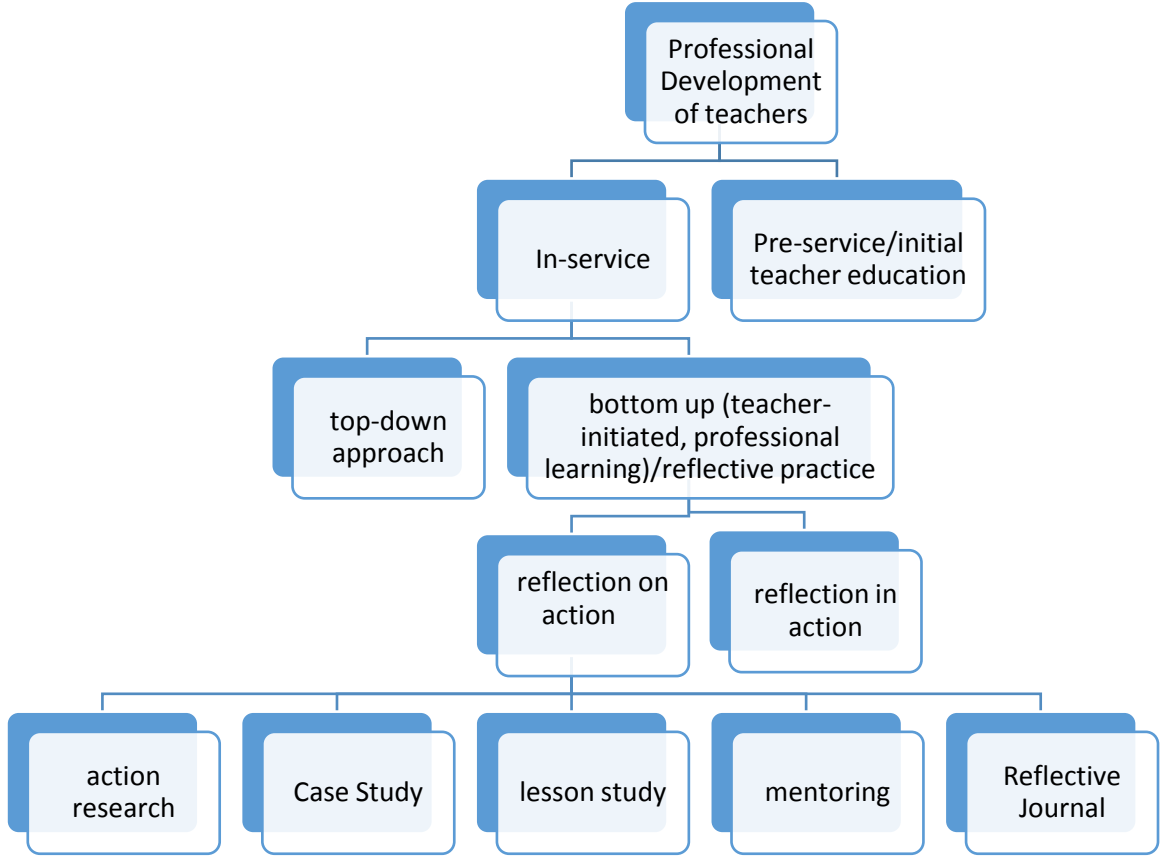 Professional
Development
of teachers
In-service
Pre-service/initial
teacher education
top-down
approach
bottom up (teacher-
initiated, professional
learning)/reflective practice
reflection on
action
reflection in
action
action
research
Case Study
lesson study
mentoring
Reflective
Journal